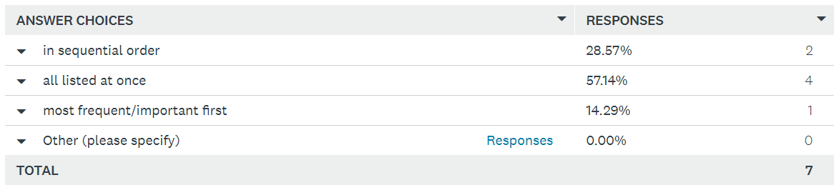 ANSWER CHOICES RESPONSES
in sequential order 28.57% 2
all listed at once 57.14% 4
most frequent/important first 14.29% 1
Other (please specify) Responses 0.00% 0
TOTAL 7